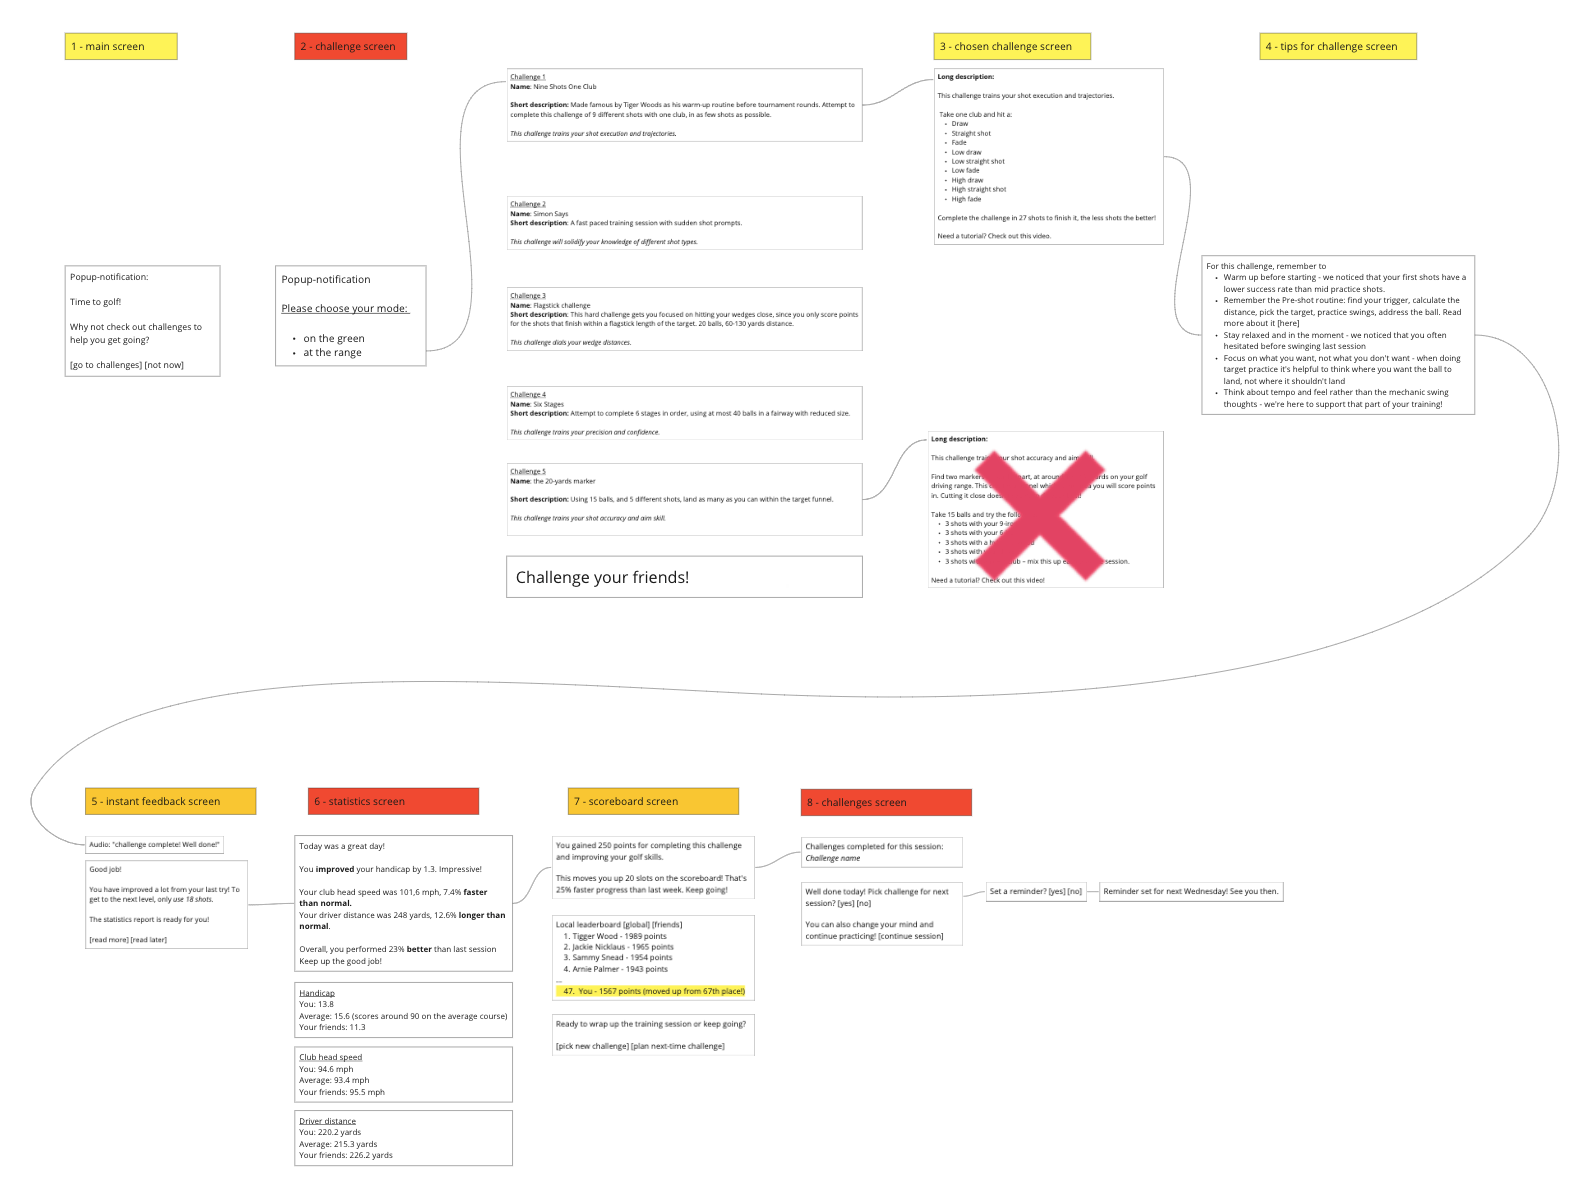 1 - main screen
2 - challenge screen
3 - chosen challenge screen
4 - tips for challenge screen
Popup-notification:
Time to golf!
Why not check out challenges to
help you get going?
[go to challenges] [not now]
Popup-notification
Please choose your mode:
• on the green
• at the range
Challenge 1
Name: Nine Shots One Club
Short description: Made famous by Tiger Woods as his warm-up routine before tournament rounds. Attempt to
complete this challenge of 9 different shots with one club, in as few shots as possible.
This challenge trains your shot execution and trajectories.
Challenge 2
Name: Simon Says
Short description: A fast paced training session with sudden shot prompts.
This challenge will solidify your knowledge of different shot types.
Challenge 3
Name: Flagstick challenge
Short description: This hard challenge gets you focused on hitting your wedges close, since you only score points
for the shots that finish within a flagstick length of the target. 20 balls, 60-130 yards distance.
This challenge dials your wedge distances.
Challenge 4
Name: Six Stages
Short description: Attempt to complete 6 stages in order, using at most 40 balls in a fairway with reduced size.
This challenge trains your precision and confidence.
Challenge 5
Name: the 20-yards marker
Short description: Using 15 balls, and 5 different shots, land as many as you can within the target funnel.
This challenge trains your shot accuracy and aim skill.
Challenge your friends!
Long description:
This challenge trains your shot execution and trajectories.
Take one club and hit a:
• Draw
• Straight shot
• Fade
• Low draw
• Low straight shot
• Low fade
• High draw
• High straight shot
• High fade
Complete the challenge in 27 shots to finish it, the less shots the better!
Need a tutorial? Check out this video.
Long description:
This challenge your shot accuracy and
Find two on your golf
driving range. This you will score points
in. Cutting it close
Take 15 balls and try the
• 3 shots with your
• 3 shots with your
• 3 shots with a
• 3 shots
• 3 shots – mix this up session.
Need a tutorial? Check out this video!
For this challenge, remember to
• Warm up before starting - we noticed that your first shots have a
lower success rate than mid practice shots.
• Remember the Pre-shot routine: find your trigger, calculate the
distance, pick the target, practice swings, address the ball. Read
more about it [here]
• Stay relaxed and in the moment - we noticed that you often
hesitated before swinging last session
• Focus on what you want, not what you don't want - when doing
target practice it's helpful to think where you want the ball to
land, not where it shouldn't land
• Think about tempo and feel rather than the mechanic swing
thoughts - we're here to support that part of your training!
5 - instant feedback screen
6 - statistics screen
7 - scoreboard screen
8 - challenges screen
Audio: "challenge complete! Well done!"
Good job!
You have improved a lot from your last try! To
get to the next level, only use 18 shots.
The statistics report is ready for you!
[read more] [read later]
Today was a great day!
You improved your handicap by 1.3. Impressive!
Your club head speed was 101,6 mph, 7.4% faster
than normal.
Your driver distance was 248 yards, 12.6% longer than
normal.
Overall, you performed 23% better than last session
Keep up the good job!
Handicap
You: 13.8
Average: 15.6 (scores around 90 on the average course)
Your friends: 11.3
Club head speed
You: 94.6 mph
Average: 93.4 mph
Your friends: 95.5 mph
Driver distance
You: 220.2 yards
Average: 215.3 yards
Your friends: 226.2 yards
You gained 250 points for completing this challenge
and improving your golf skills.
This moves you up 20 slots on the scoreboard! That's
25% faster progress than last week. Keep going!
Local leaderboard [global] [friends]
1. Tigger Wood - 1989 points
2. Jackie Nicklaus - 1965 points
3. Sammy Snead - 1954 points
4. Arnie Palmer - 1943 points
...
47. You - 1567 points (moved up from 67th place!)
Ready to wrap up the training session or keep going?
[pick new challenge] [plan next-time challenge]
Challenges completed for this session:
Challenge name
Well done today! Pick challenge for next
session? [yes] [no]
You can also change your mind and
continue practicing! [continue session]
Set a reminder? [yes] [no]
Reminder set for next Wednesday! See you then.